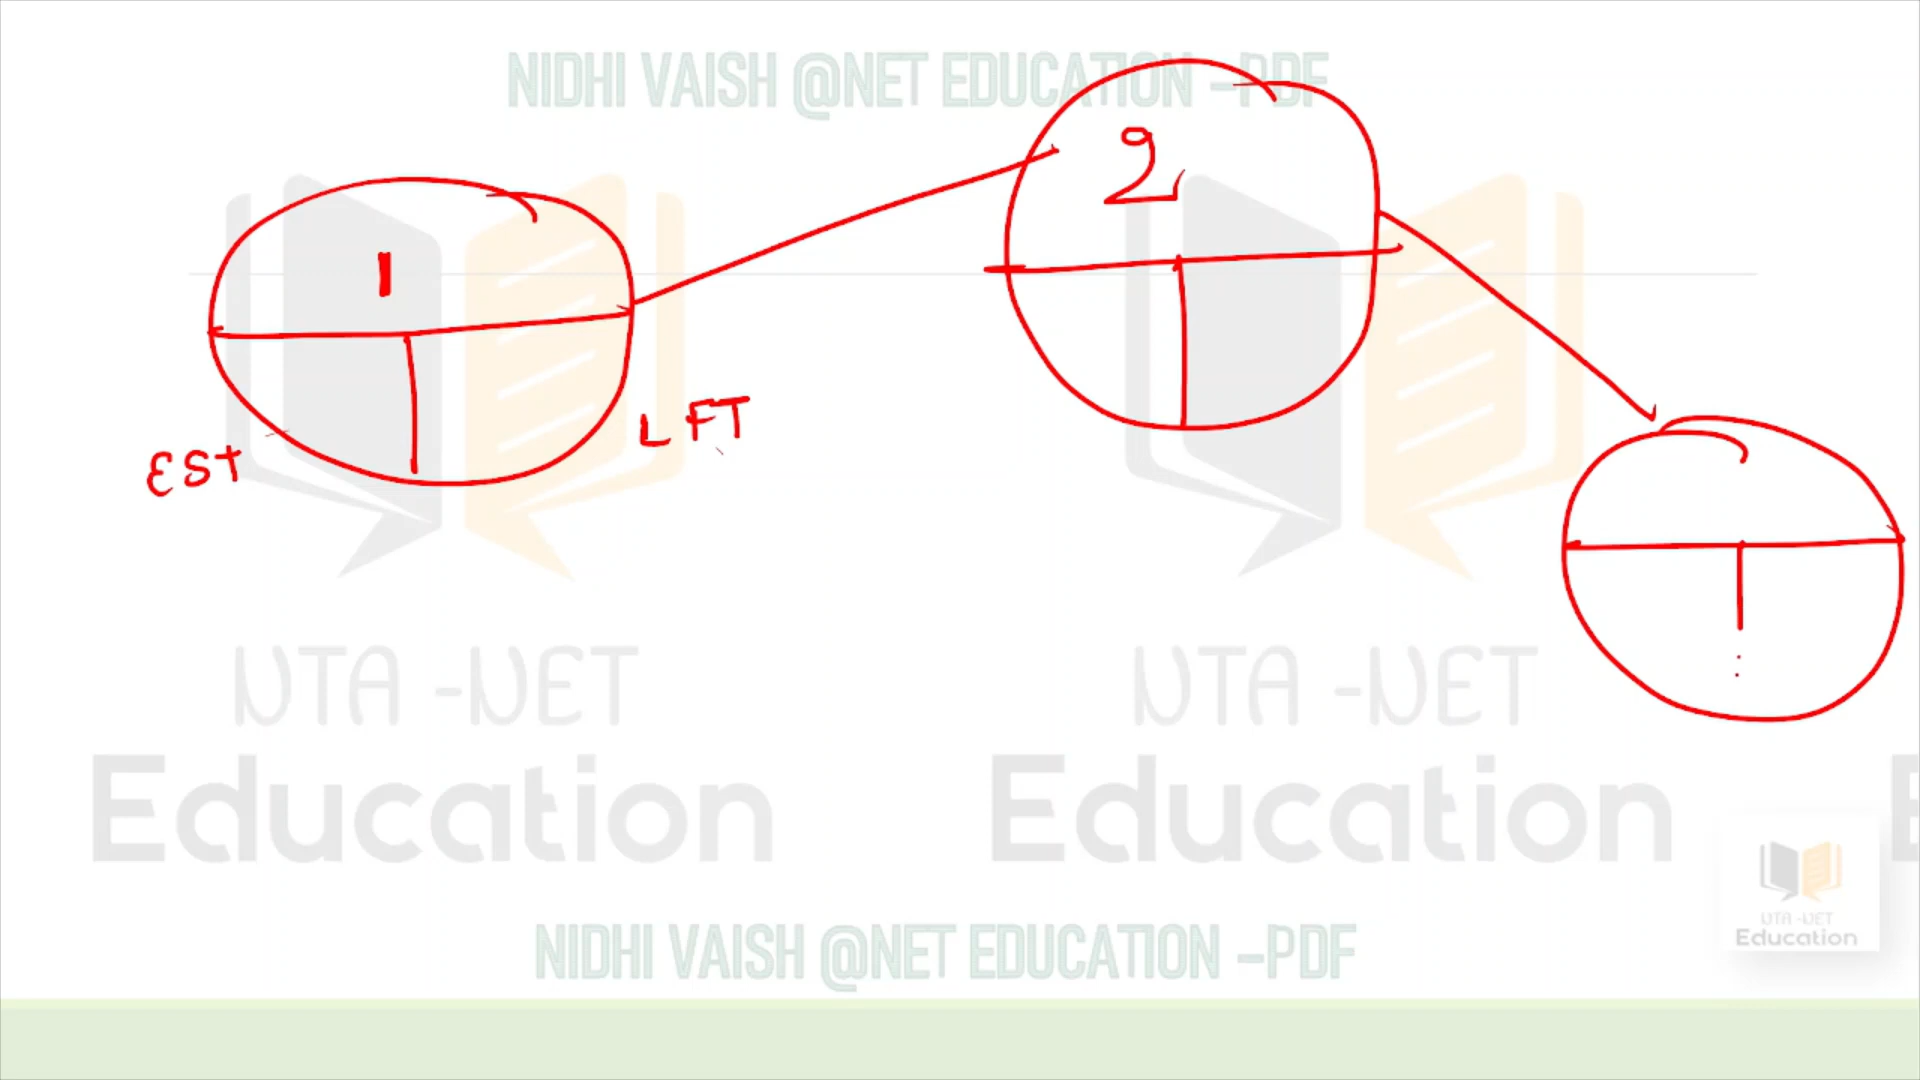 NIDHI VAISH @NET EDUCATION -PDF
2
1
LFT
EST
NTA -NET NTA -NET
Education Education E
NTA -NET
Education
NIDHI VAISH @NET EDUCATION -PDF